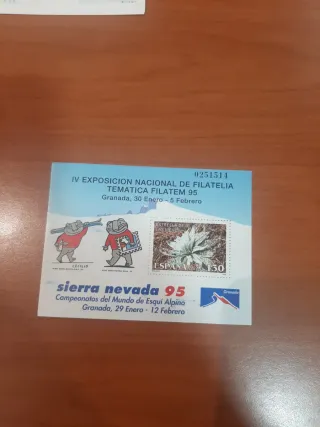 0251514
IV EXPOSICION NACIONAL DE FILATELIA
TEMATICA FILATEM 95
Granada, 30 Enero - 5 Febrero
ESPAÑA 130
sierra nevada 95
Campeonatos del Mundo de Esquí Alpino
Granada, 29 Enero - 12 Febrero